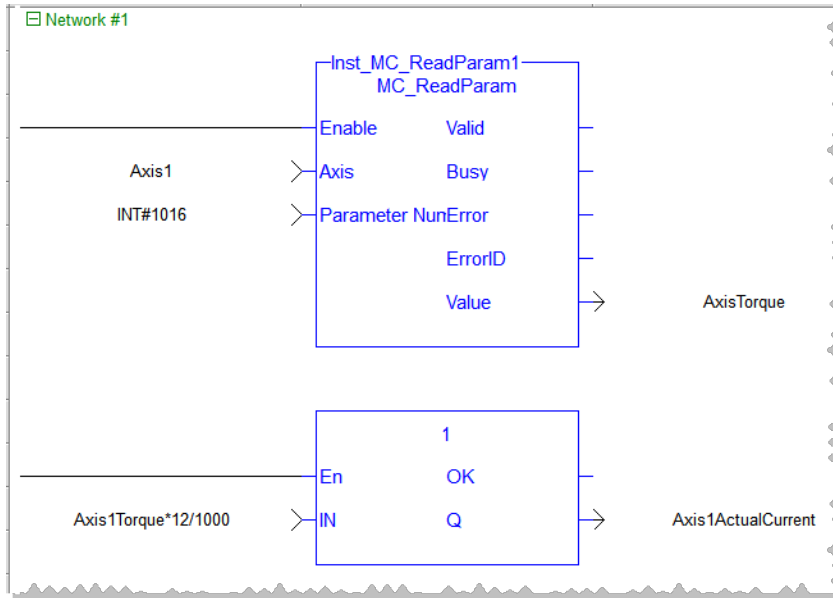 Network #1
Inst_MC_ReadParam1
MC_ReadParam
Enable Valid
Axis1 Axis Busy
INT#1016 Parameter NumError
ErrorID
Value AxisTorque
1
En OK
Axis1Torque*12/1000 IN Q Axis1ActualCurrent